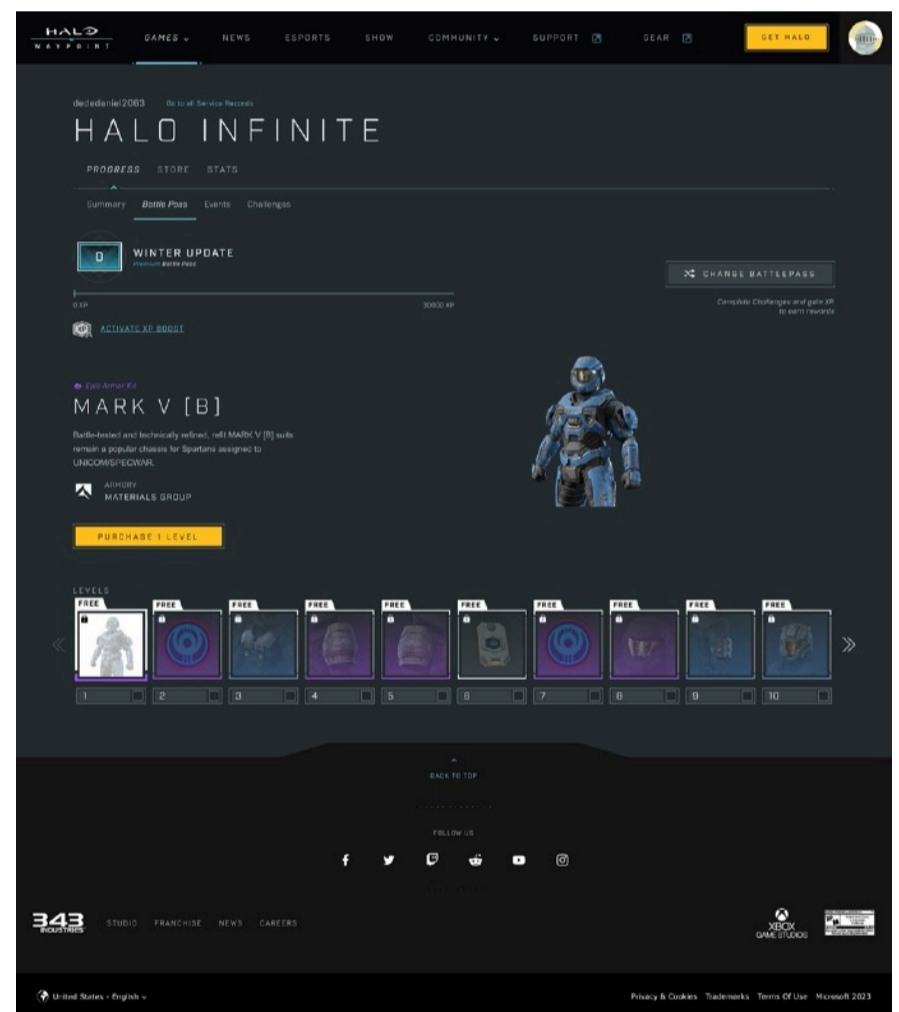 HALO
WAYPOINT
GAMES
NEWS
ESPORTS
SHOW
COMMUNITY
SUPPORT
GEAR
GET HALO
dededaniel2063
Go to all Service Records
HALO INFINITE
PROGRESS
STORE
STATS
Summary
Battle Pass
Events
Challenges
0
WINTER UPDATE
Premium Battle Pass
CHANGE BATTLEPASS
0 XP
30000 XP
Complete Challenges and gain XP
to earn rewards
XP
ACTIVATE XP BOOST
Epic Armor Kit
MARK V [B]
Battle-tested and technically refined, refit MARK V [B] suits
remain a popular chassis for Spartans assigned to
UNICOM/SPECWAR.
ARMORY
MATERIALS GROUP
PURCHASE 1 LEVEL
LEVELS
FREE FREE FREE FREE FREE FREE FREE FREE FREE FREE
1 2 3 4 5 6 7 8 9 10
BACK TO TOP
FOLLOW US
343
INDUSTRIES
STUDIO
FRANCHISE
NEWS
CAREERS
XBOX
GAME STUDIOS
United States - English
Privacy & Cookies
Trademarks
Terms Of Use
Microsoft 2023